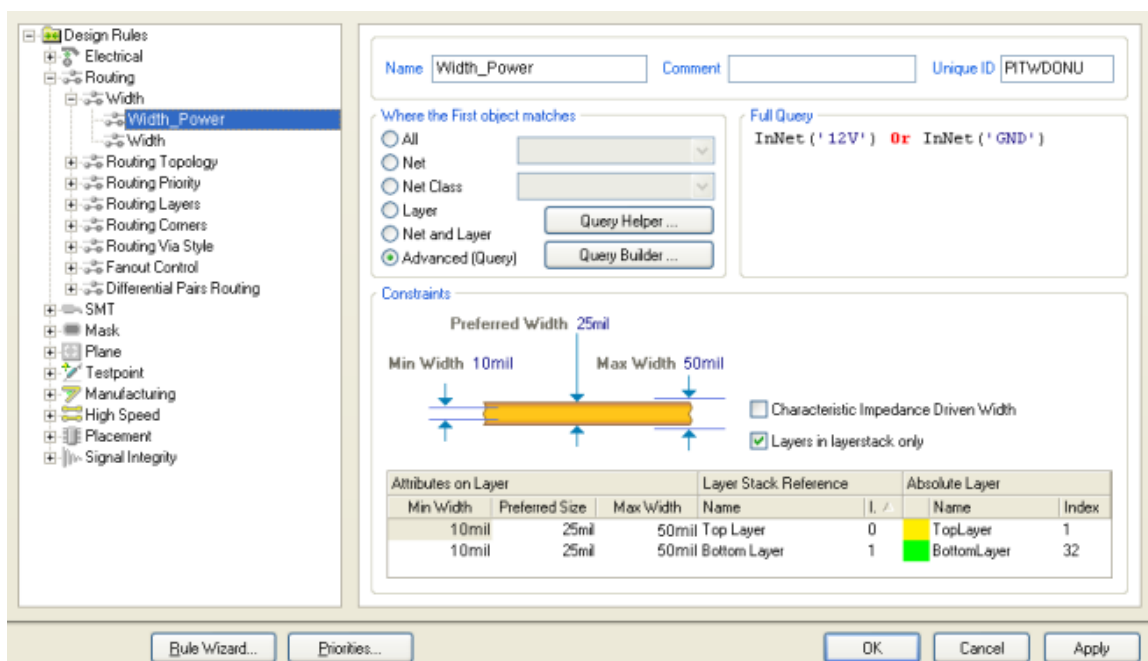 Design Rules
Electrical
Routing
Width
Width_Power
Width
Routing Topology
Routing Priority
Routing Layers
Routing Corners
Routing Via Style
Fanout Control
Differential Pairs Routing
SMT
Mask
Plane
Testpoint
Manufacturing
High Speed
Placement
Signal Integrity
Name Width_Power Comment Unique ID PITWDONU
Where the First object matches
All
Net
Net Class
Layer
Net and Layer
Advanced (Query)
Query Helper ...
Query Builder ...
Full Query
InNet('12V') Or InNet('GND')
Constraints
Preferred Width 25mil
Min Width 10mil Max Width 50mil
Characteristic Impedance Driven Width
Layers in layerstack only
Attributes on Layer Layer Stack Reference Absolute Layer
Min Width Preferred Size Max Width Name I. Name Index
10mil 25mil 50mil Top Layer 0 TopLayer 1
10mil 25mil 50mil Bottom Layer 1 BottomLayer 32
Rule Wizard... Priorities... OK Cancel Apply